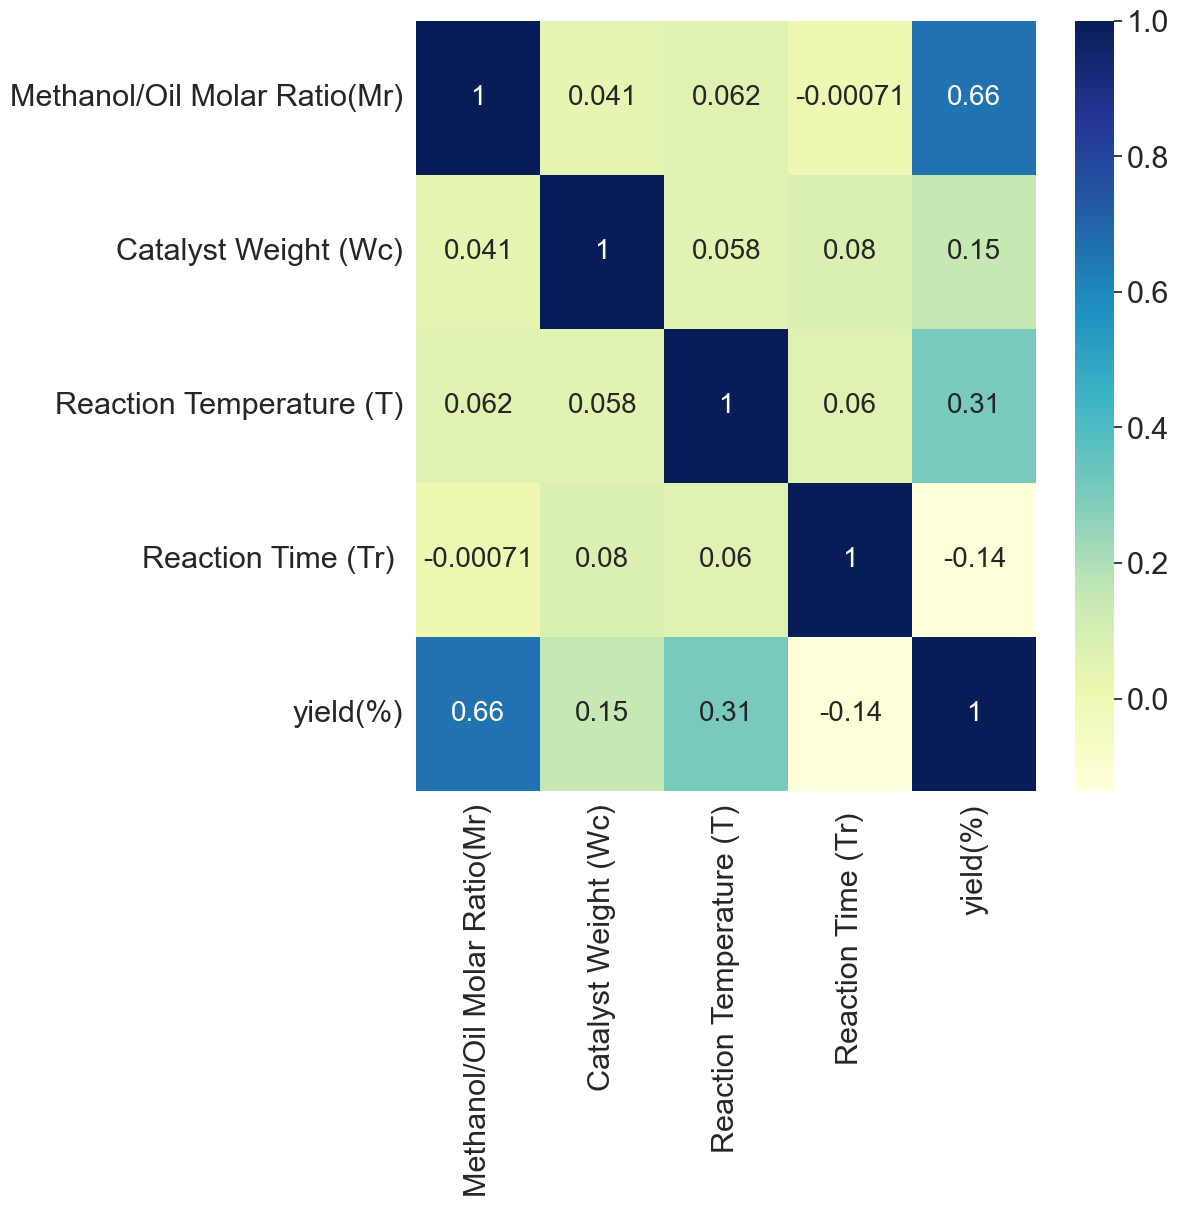 Methanol/Oil Molar Ratio(Mr) 1 0.041 0.062 -0.00071 0.66
Catalyst Weight (Wc) 0.041 1 0.058 0.08 0.15
Reaction Temperature (T) 0.062 0.058 1 0.06 0.31
Reaction Time (Tr) -0.00071 0.08 0.06 1 -0.14
yield(%) 0.66 0.15 0.31 -0.14 1
Methanol/Oil Molar Ratio(Mr)
Catalyst Weight (Wc)
Reaction Temperature (T)
Reaction Time (Tr)
yield(%)
1.0
0.8
0.6
0.4
0.2
0.0